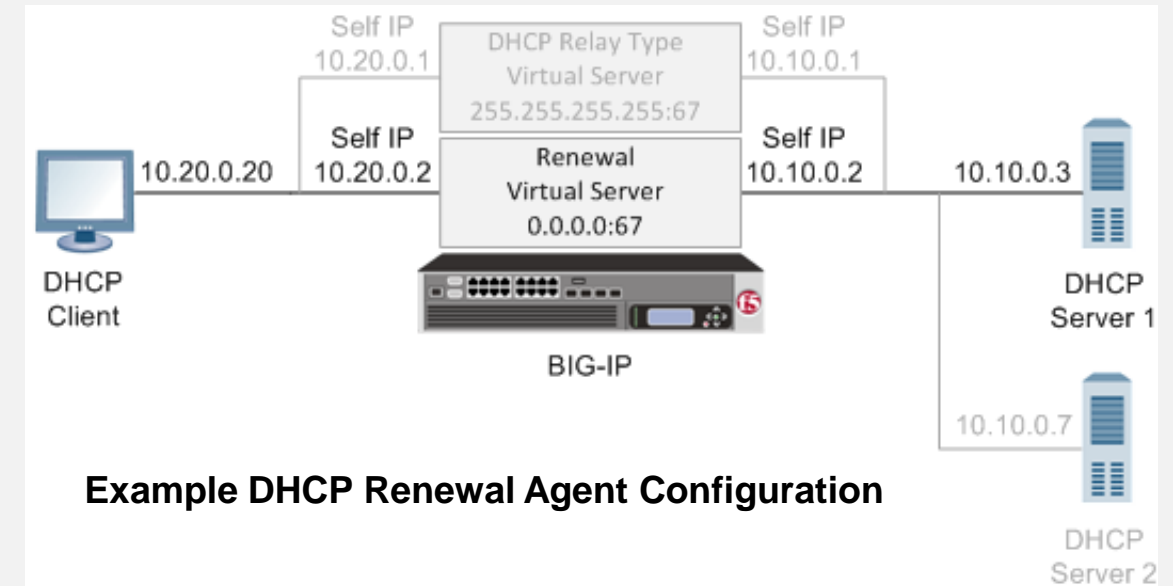 Self IP
10.20.0.1
DHCP Relay Type
Virtual Server
255.255.255.255:67
Self IP
10.10.0.1
10.20.0.20
Self IP
10.20.0.2
Renewal
Virtual Server
0.0.0.0:67
Self IP
10.10.0.2
10.10.0.3
DHCP
Client
f5
BIG-IP
DHCP
Server 1
10.10.0.7
Example DHCP Renewal Agent Configuration
DHCP
Server 2